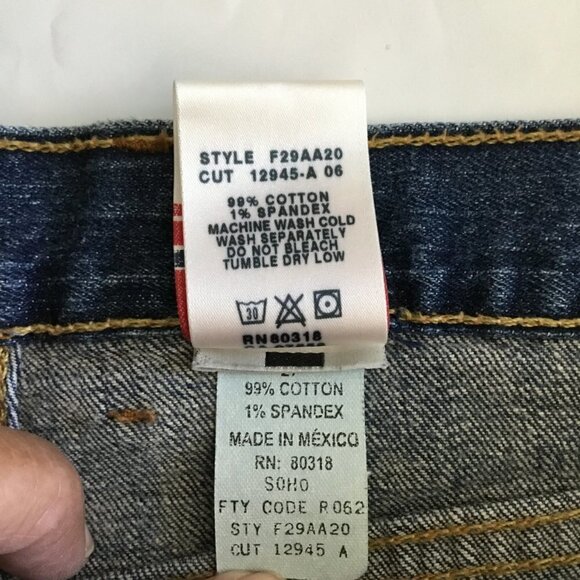 STYLE F29AA20
CUT 12945-A 06
99% COTTON
1% SPANDEX
MACHINE WASH COLD
WASH SEPARATELY
DO NOT BLEACH
TUMBLE DRY LOW
30
RN80318
99% COTTON
1% SPANDEX
MADE IN MÉXICO
RN: 80318
SOHO
FTY CODE R062
STY F29AA20
CUT 12945 A